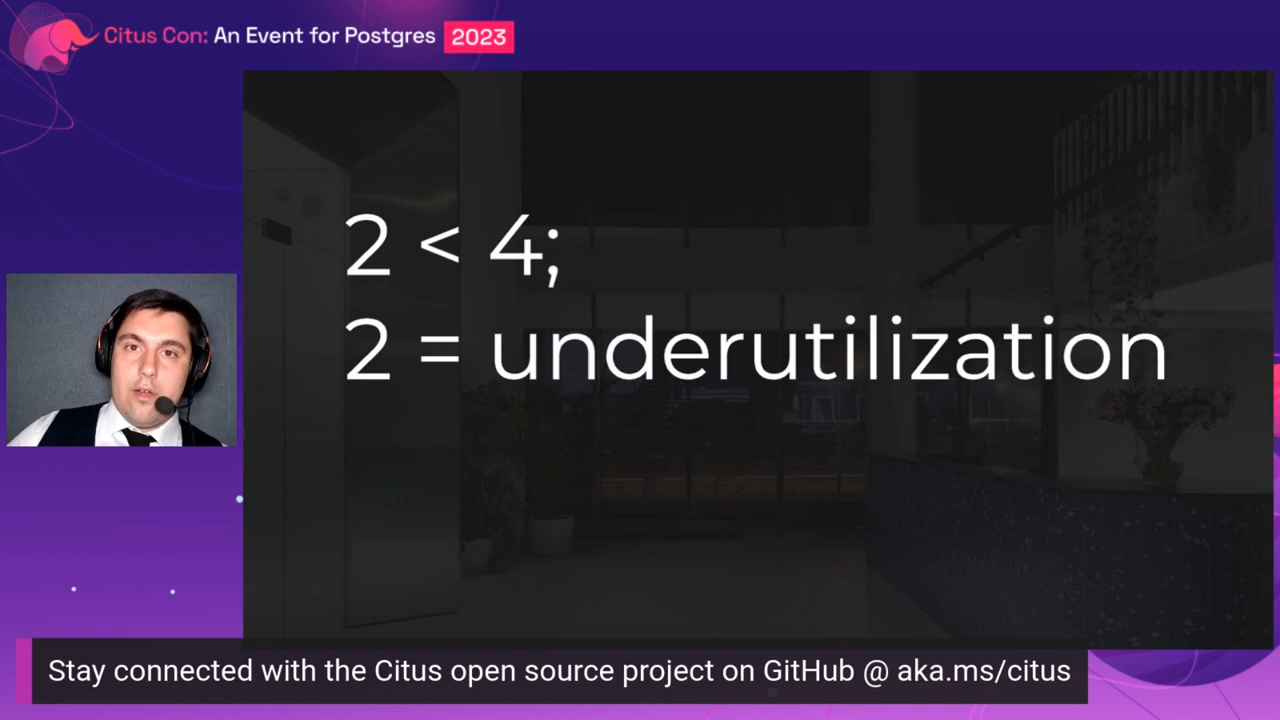 Citus Con: An Event for Postgres 2023
2 < 4;
2 = underutilization
Stay connected with the Citus open source project on GitHub @ aka.ms/citus